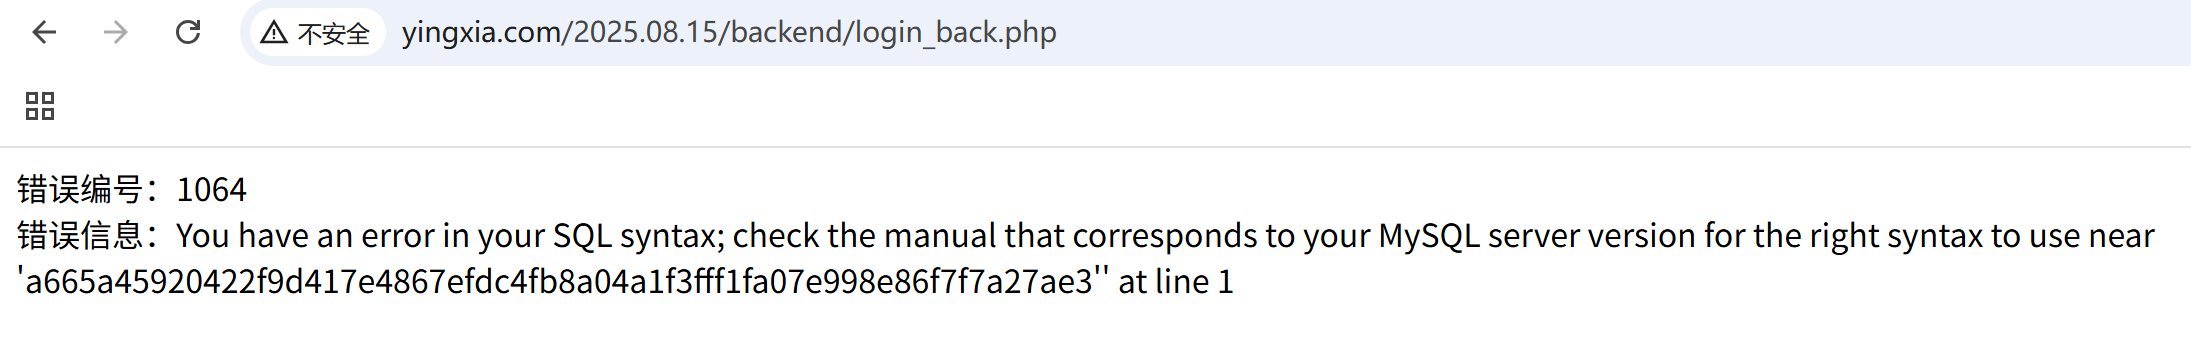 不安全 yingxia.com/2025.08.15/backend/login_back.php
错误编号：1064
错误信息：You have an error in your SQL syntax; check the manual that corresponds to your MySQL server version for the right syntax to use near
'a665a45920422f9d417e4867efdc4fb8a04a1f3fff1fa07e998e86f7f7a27ae3'' at line 1